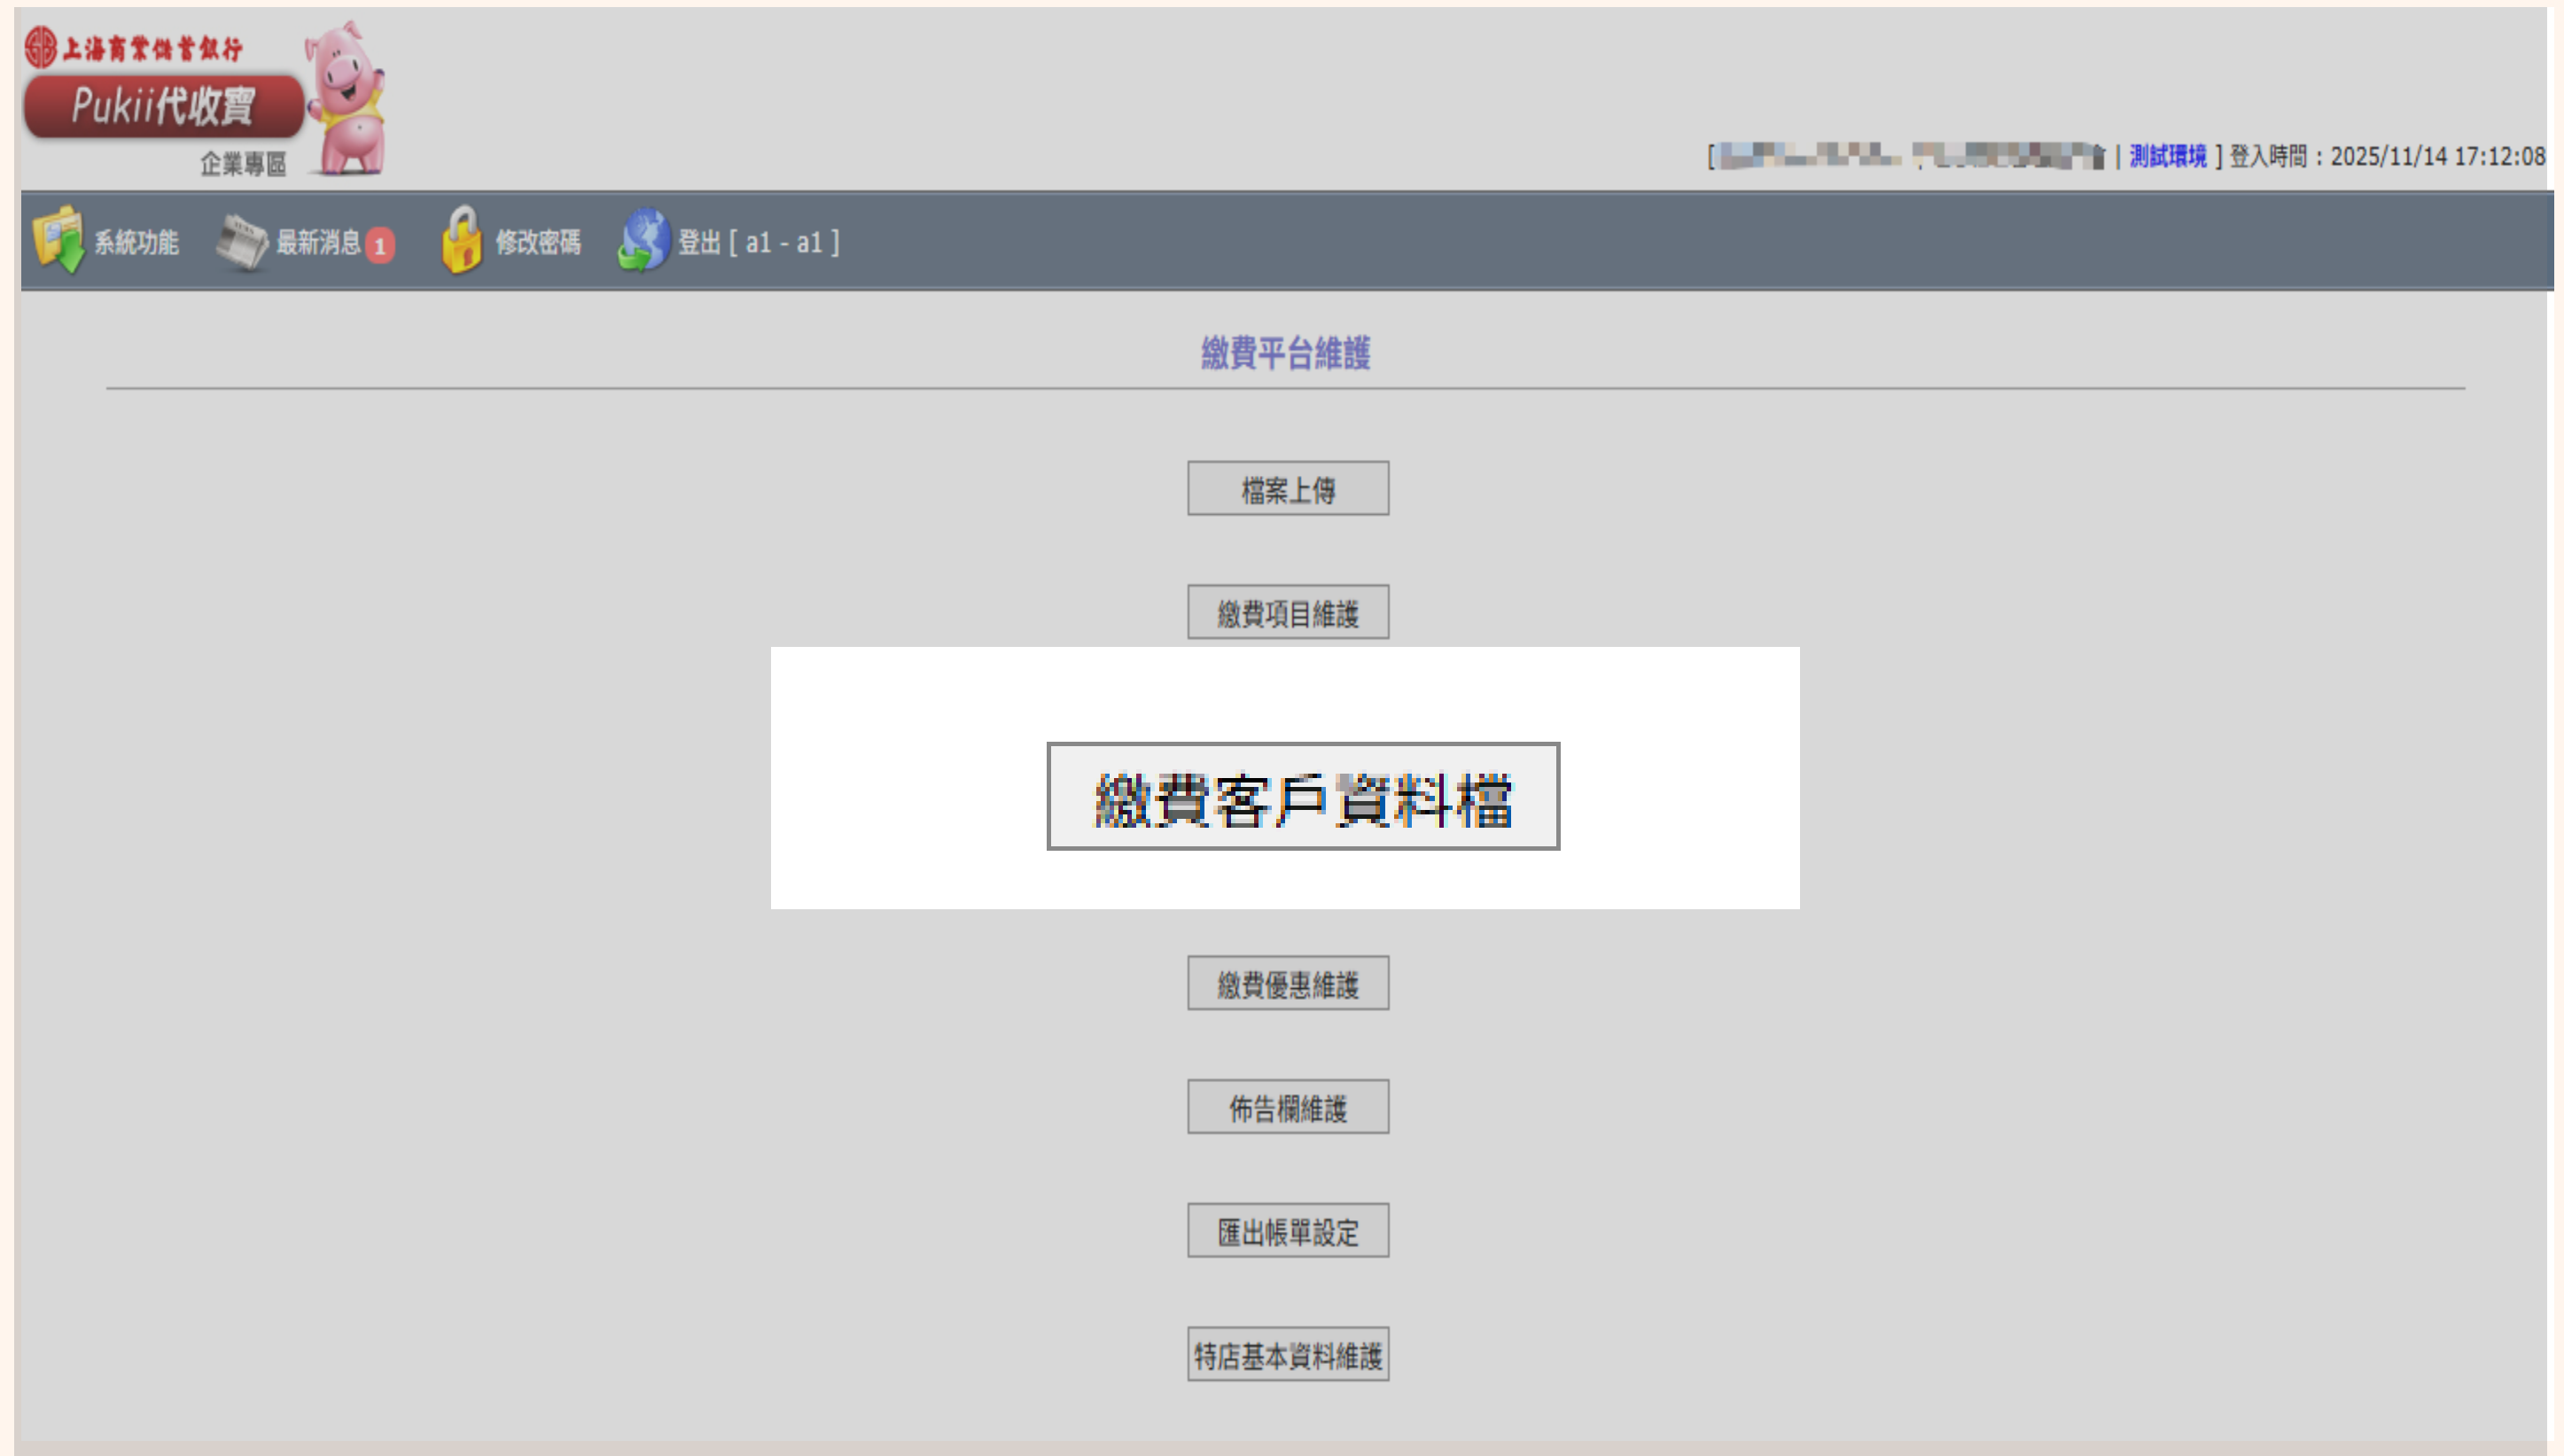 上海商業儲蓄銀行
Pukii代收寶
企業專區
[ | 測試環境 ] 登入時間：2025/11/14 17:12:08
系統功能 最新消息 1 修改密碼 登出 [ a1 - a1 ]
繳費平台維護
檔案上傳
繳費項目維護
繳費客戶資料檔
繳費優惠維護
佈告欄維護
匯出帳單設定
特店基本資料維護